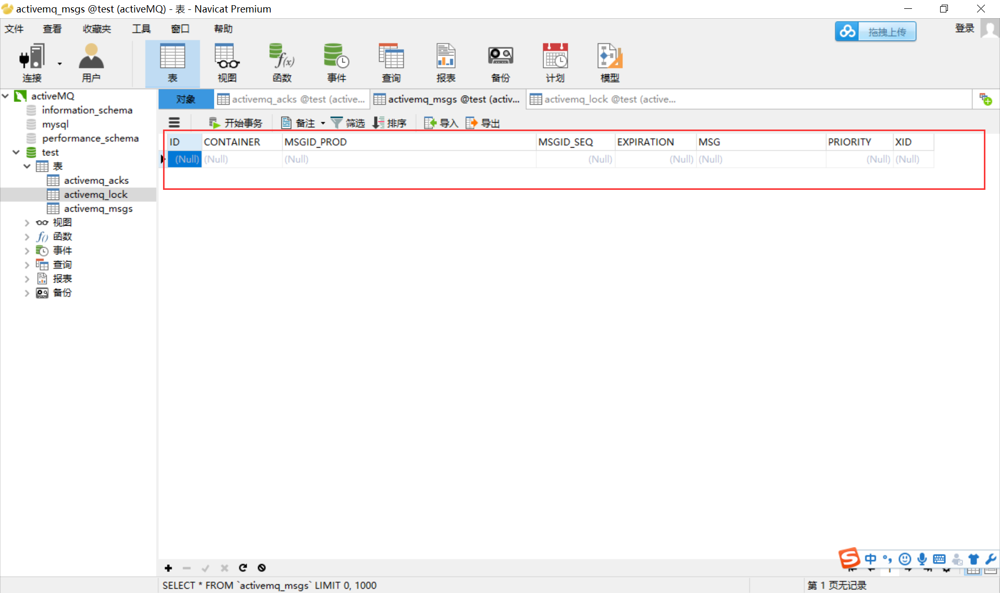 activemq_msgs @test (activeMQ) - 表 - Navicat Premium
文件 查看 收藏夹 工具 窗口 帮助
拖拽上传
登录
连接 用户 表 视图 函数 事件 查询 报表 备份 计划 模型
对象 activemq_acks @test (active... activemq_msgs @test (activ... activemq_lock @test (active...
开始事务 备注 筛选 排序 导入 导出
ID CONTAINER MSGID_PROD MSGID_SEQ EXPIRATION MSG PRIORITY XID
(Null) (Null) (Null) (Null) (Null) (Null) (Null) (Null)
activeMQ
information_schema
mysql
performance_schema
test
表
activemq_acks
activemq_lock
activemq_msgs
视图
f() 函数
事件
查询
报表
备份
中
SELECT * FROM `activemq_msgs` LIMIT 0, 1000
第 1 页无记录